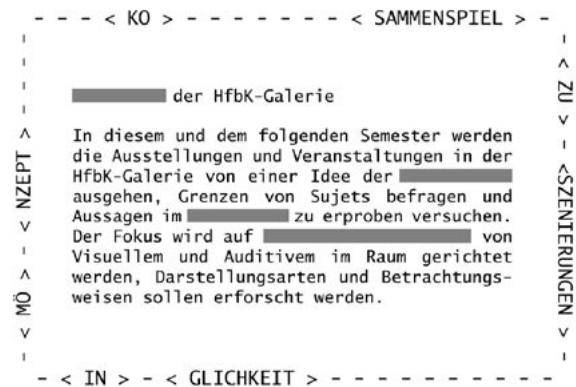 - - - < KO > - - - - - - - < SAMMENSPIEL > -
< ZU > - <SZENIERUNGEN >
der HfbK-Galerie
In diesem und dem folgenden Semester werden
die Ausstellungen und Veranstaltungen in der
HfbK-Galerie von einer Idee der
ausgehen, Grenzen von Sujets befragen und
Aussagen im zu erproben versuchen.
Der Fokus wird auf von
Visuellem und Auditivem im Raum gerichtet
werden, Darstellungsarten und Betrachtungs-
weisen sollen erforscht werden.
- < MÖ > - < NZEPT >
- < IN > - < GLICHKEIT > - - - - - - - - -